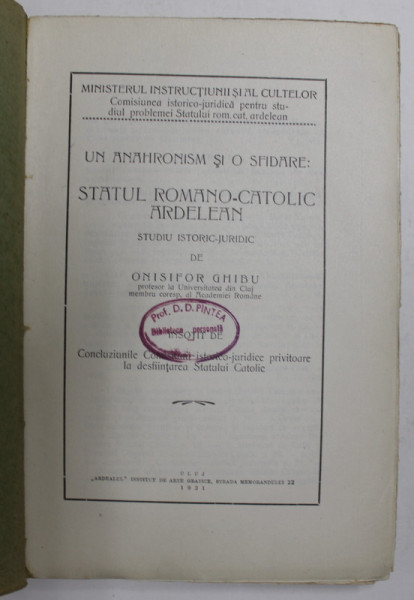 MINISTERUL INSTRUCȚIUNII ȘI AL CULTELOR
Comisiunea istorico-juridică pentru stu-
diul problemei Statului rom. cat. ardelean
UN ANAHRONISM ȘI O SFIDARE:
STATUL ROMANO-CATOLIC
ARDELEAN
STUDIU ISTORIC-JURIDIC
DE
ONISIFOR GHIBU
profesor la Universitatea din Cluj
membru coresp. al Academiei Române
Prof. D. D. PINTEA
Biblioteca personală
INSOȚIT DE
Concluziunile istorico-juridice privitoare
la desființarea Statului Catolic
CLUJ
„ARDEALUL" INSTITUT DE ARTE GRAFICE, STRADA MEMORANDULUI 22
1931